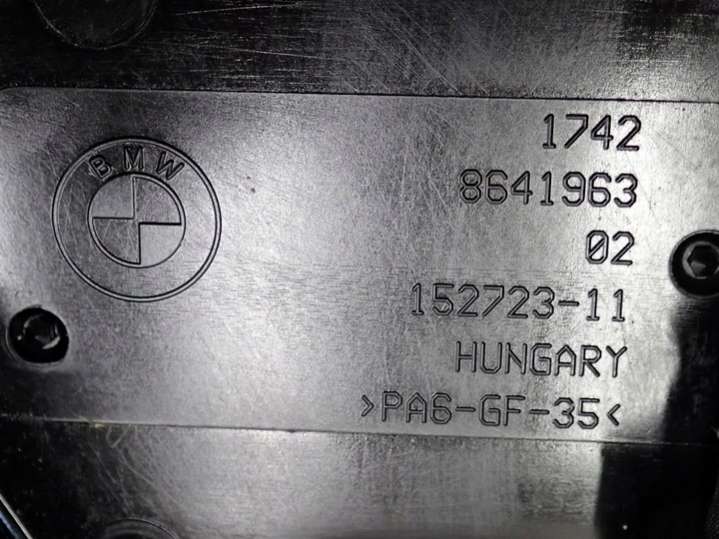 BMW
1742
8641963
02
152723-11
HUNGARY
>PA6-GF-35<